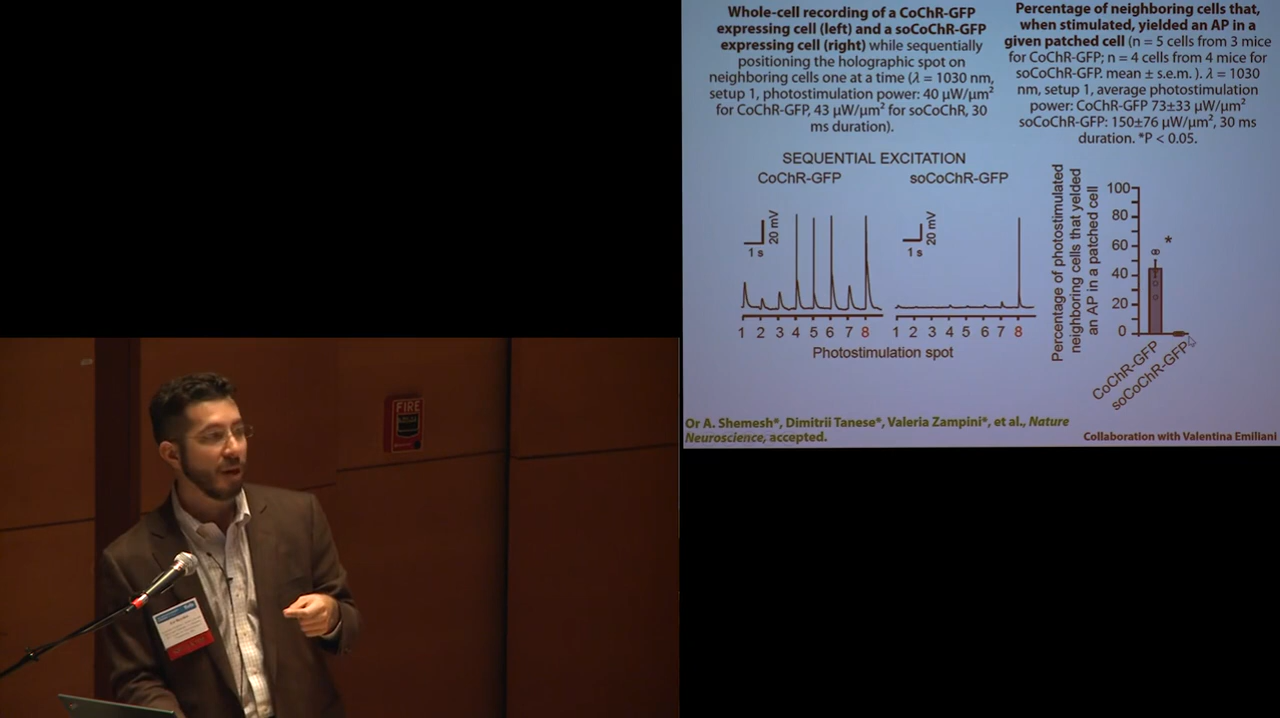 Whole-cell recording of a CoChR-GFP
expressing cell (left) and a soCoChR-GFP
expressing cell (right) while sequentially
positioning the holographic spot on
neighboring cells one at a time (λ = 1030 nm,
setup 1, photostimulation power: 40 µW/µm²
for CoChR-GFP, 43 µW/µm² for soCoChR, 30
ms duration).
Percentage of neighboring cells that,
when stimulated, yielded an AP in a
given patched cell (n = 5 cells from 3 mice
for CoChR-GFP; n = 4 cells from 4 mice for
soCoChR-GFP. mean ± s.e.m. ). λ = 1030
nm, setup 1, average photostimulation
power: CoChR-GFP 73±33 µW/µm²
soCoChR-GFP: 150±76 µW/µm², 30 ms
duration. *P < 0.05.
SEQUENTIAL EXCITATION
CoChR-GFP
soCoChR-GFP
20 mV
1 s
20 mV
1 s
1 2 3 4 5 6 7 8
1 2 3 4 5 6 7 8
Photostimulation spot
Percentage of photostimulated
neighboring cells that yielded
an AP in a patched cell
100
80
60
40
20
0
*
CoChR-GFP
soCoChR-GFP
Or A. Shemesh*, Dimitrii Tanese*, Valeria Zampini*, et al., Nature
Neuroscience, accepted.
Collaboration with Valentina Emiliani
FIRE